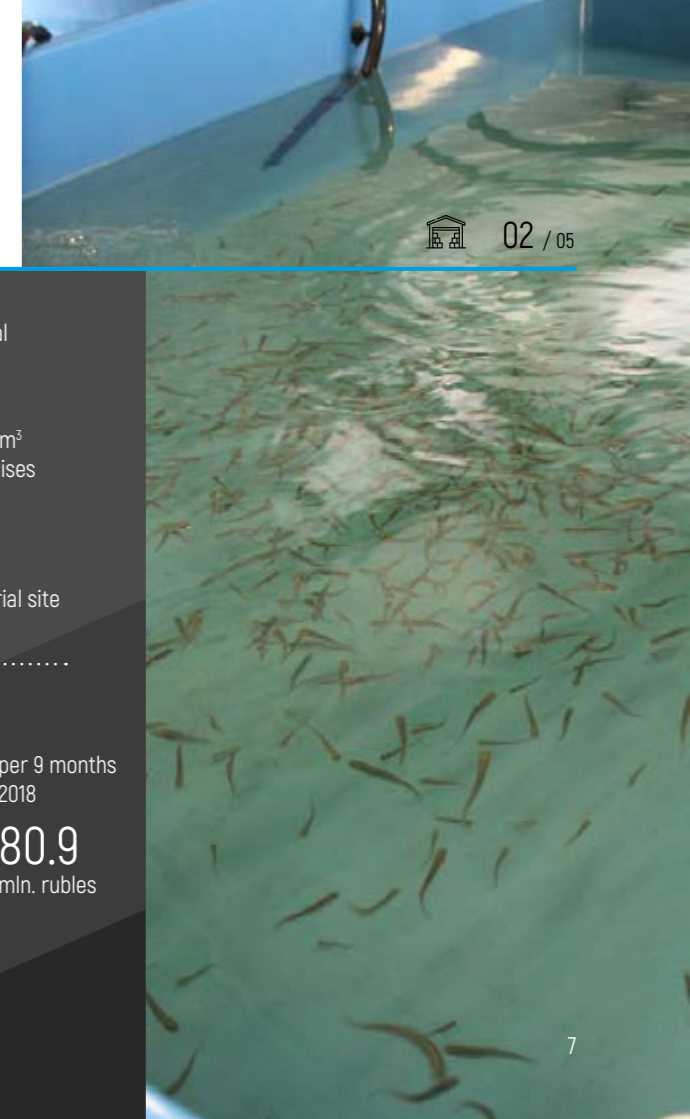 02 / 05
al
m³
ises
rial site
per 9 months
2018
80.9
mln. rubles
7